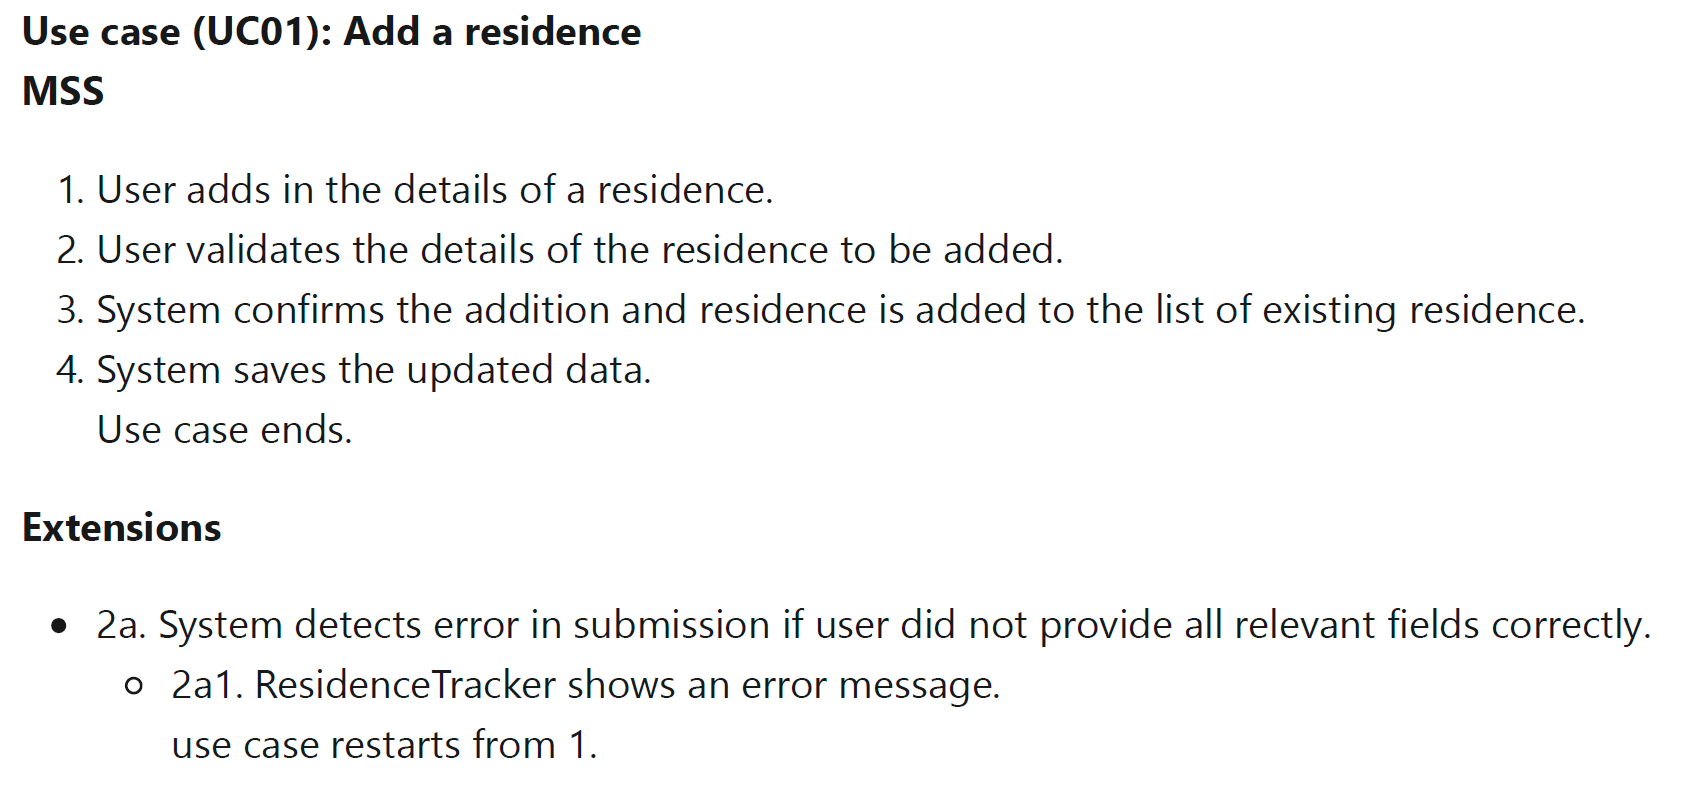 Use case (UC01): Add a residence
MSS
1. User adds in the details of a residence.
2. User validates the details of the residence to be added.
3. System confirms the addition and residence is added to the list of existing residence.
4. System saves the updated data.
Use case ends.
Extensions
● 2a. System detects error in submission if user did not provide all relevant fields correctly.
○ 2a1. ResidenceTracker shows an error message.
use case restarts from 1.